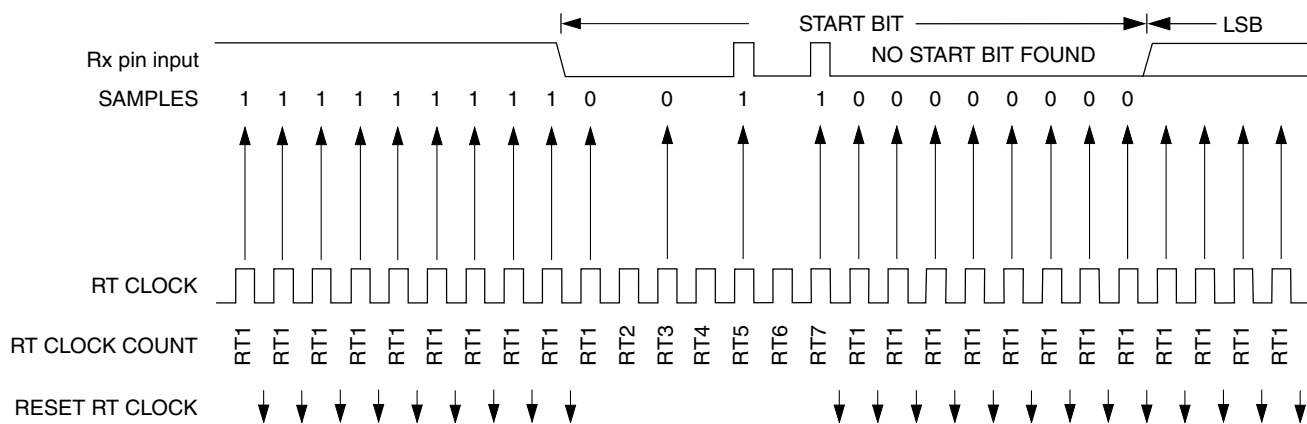 START BIT
LSB
Rx pin input
NO START BIT FOUND
SAMPLES 1 1 1 1 1 1 1 1 1 0 0 1 1 0 0 0 0 0 0 0 0
RT CLOCK
RT CLOCK COUNT RT1 RT1 RT1 RT1 RT1 RT1 RT1 RT1 RT1 RT1 RT2 RT3 RT4 RT5 RT6 RT7 RT1 RT1 RT1 RT1 RT1 RT1 RT1 RT1 RT1 RT1 RT1 RT1
RESET RT CLOCK